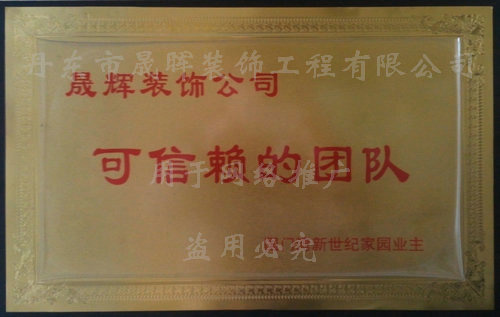 丹东市晟晖装饰工程有限公司
晟辉装饰公司
可信赖的团队
用于网络推广
新世纪家园业主
盗用必究